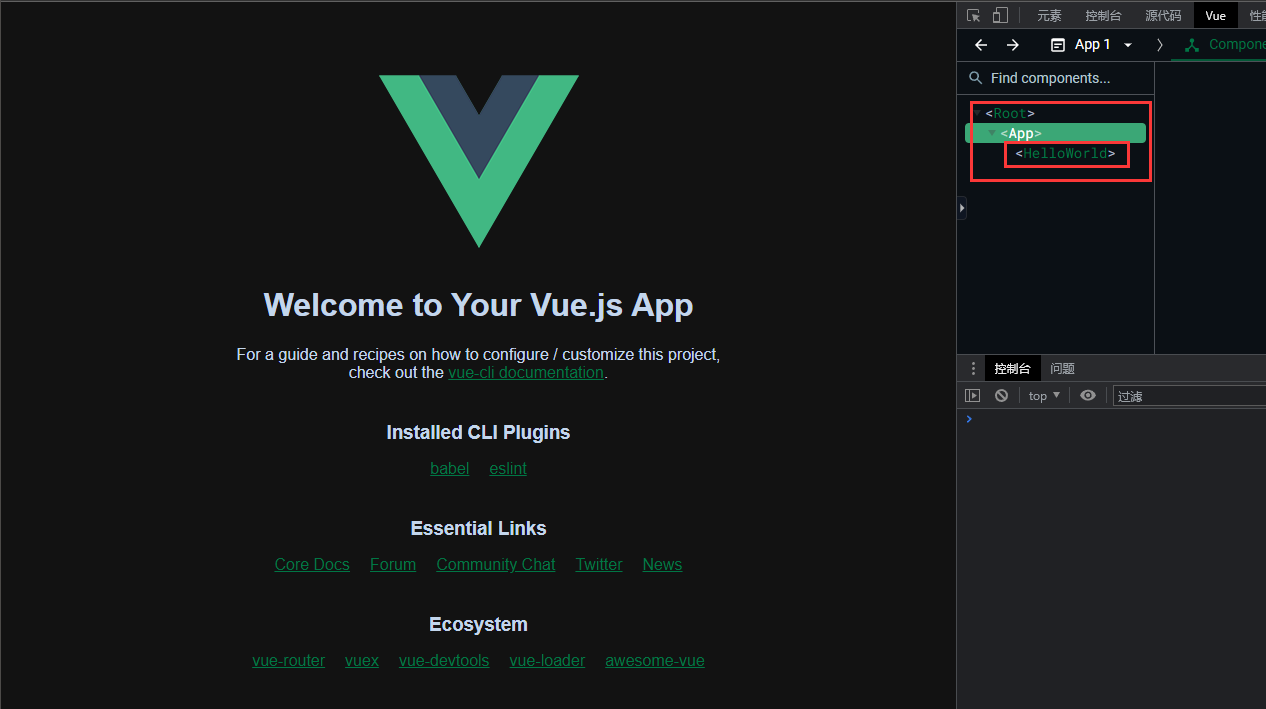 Welcome to Your Vue.js App
For a guide and recipes on how to configure / customize this project,
check out the vue-cli documentation.
Installed CLI Plugins
babel eslint
Essential Links
Core Docs Forum Community Chat Twitter News
Ecosystem
vue-router vuex vue-devtools vue-loader awesome-vue
元素 控制台 源代码 Vue 性能
App 1 Compone
Find components...
<Root>
<App>
<HelloWorld>
控制台 问题
top 过滤